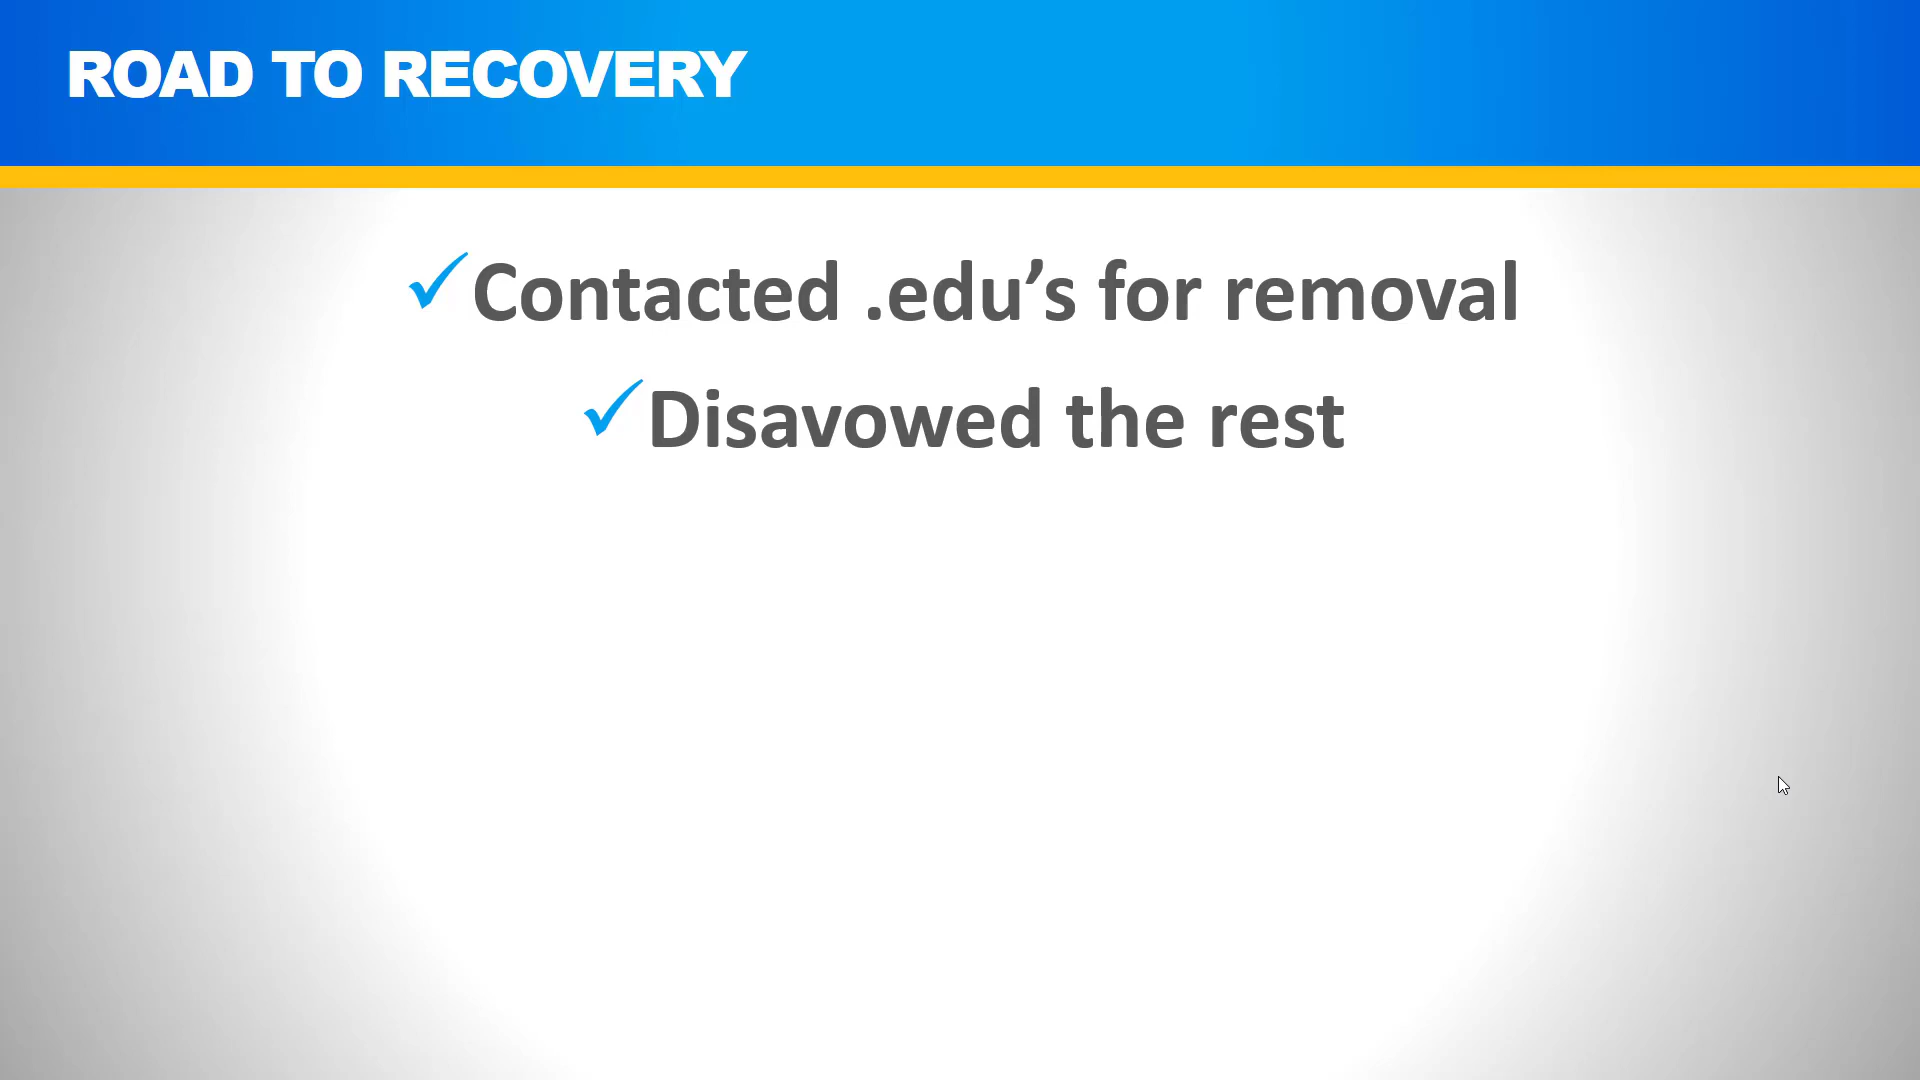 ROAD TO RECOVERY
✓Contacted .edu’s for removal
✓Disavowed the rest